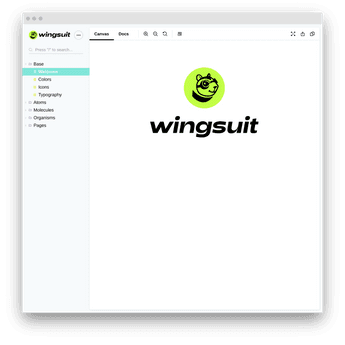 wingsuit
Canvas
Docs
Press "/" to search...
Base
Welcome
Colors
Icons
Typography
Atoms
Molecules
Organisms
Pages
wingsuit